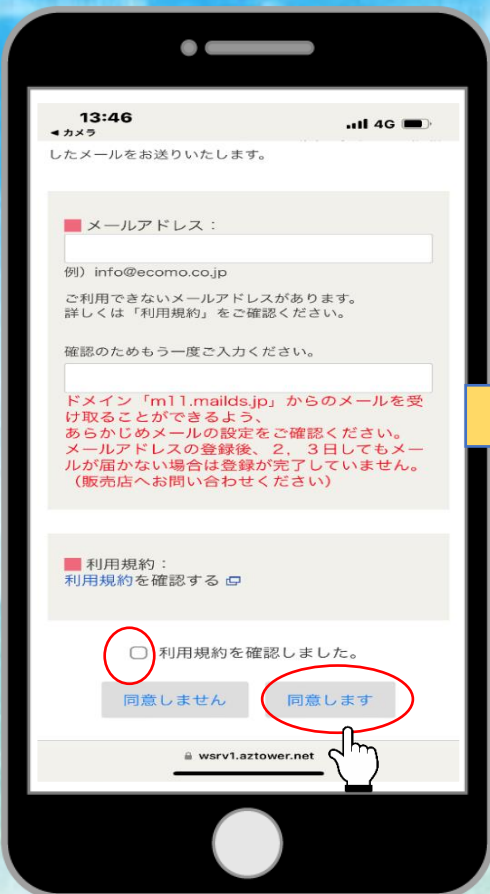 13:46
4G
◀ カメラ
したメールをお送りいたします。
メールアドレス：
例）info@ecomo.co.jp
ご利用できないメールアドレスがあります。
詳しくは「利用規約」をご確認ください。
確認のためもう一度ご入力ください。
ドメイン「m11.mailds.jp」からのメールを受
け取ることができるよう、
あらかじめメールの設定をご確認ください。
メールアドレスの登録後、２，３日してもメー
ルが届かない場合は登録が完了していません。
（販売店へお問い合わせください）
利用規約：
利用規約を確認する
利用規約を確認しました。
同意しません
同意します
wsrv1.aztower.net